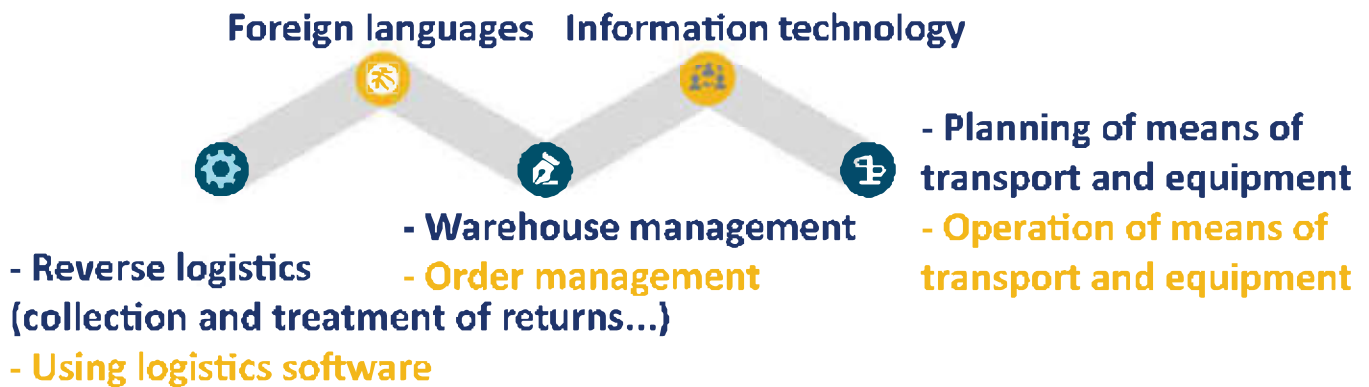 Foreign languages
Information technology
- Planning of means of
transport and equipment
- Operation of means of
transport and equipment
- Warehouse management
- Order management
- Reverse logistics
(collection and treatment of returns...)
- Using logistics software